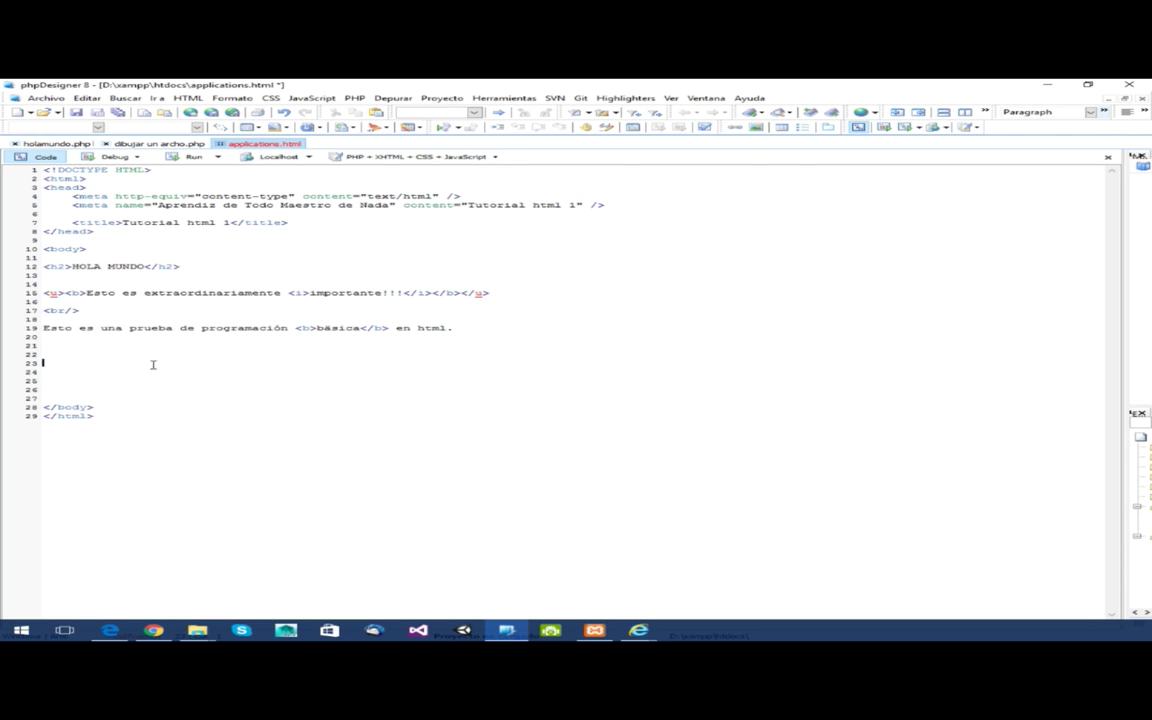 phpDesigner 8 - [D:\xampp\htdocs\applications.html *]
Archivo Editar Buscar Ir a HTML Formato CSS JavaScript PHP Depurar Proyecto Herramientas SVN Git Highlighters Ver Ventana Ayuda
Paragraph
holamundo.php dibujar un archo.php applications.html
Code Debug Run Localhost PHP + XHTML + CSS + JavaScript
1 <!DOCTYPE HTML>
2 <html>
3 <head>
4 <meta http-equiv="content-type" content="text/html" />
5 <meta name="Aprendiz de Todo Maestro de Nada" content="Tutorial html 1" />
6
7 <title>Tutorial html 1</title>
8 </head>
9
10 <body>
11
12 <h2>HOLA MUNDO</h2>
13
14
15 <u><b>Esto es extraordinariamente <i>importante!!!</i></b></u>
16
17 <br/>
18
19 Esto es una prueba de programación <b>básica</b> en html.
20
21
22
23
24
25
26
27
28 </body>
29 </html>
D:\xampp\htdocs\